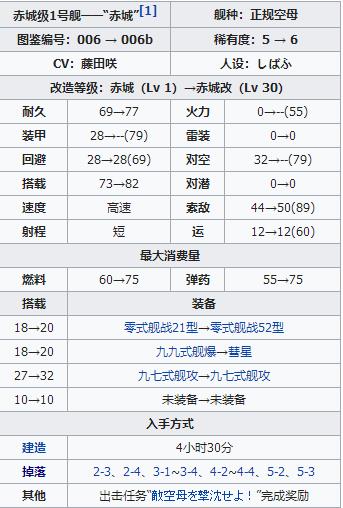 赤城级1号舰——“赤城”[1] 舰种：正规空母
图鉴编号：006 → 006b 稀有度：5 → 6
CV：藤田咲 人设：しばふ
改造等级：赤城（Lv 1）→赤城改（Lv 30）
耐久 69→77 火力 0→--(55)
装甲 28→--(79) 雷装 0→0
回避 28→28(69) 对空 32→--(79)
搭载 73→82 对潜 0→0
速度 高速 索敌 44→50(89)
射程 短 运 12→12(60)
最大消费量
燃料 60→75 弹药 55→75
搭载 装备
18→20 零式舰战21型→零式舰战52型
18→20 九九式舰爆→彗星
27→32 九七式舰攻→九七式舰攻
10→10 未装备→未装备
入手方式
建造 4小时30分
掉落 2-3、2-4、3-1~3-4、4-2~4-4、5-2、5-3
其他 出击任务“敵空母を撃沈せよ！”完成奖励